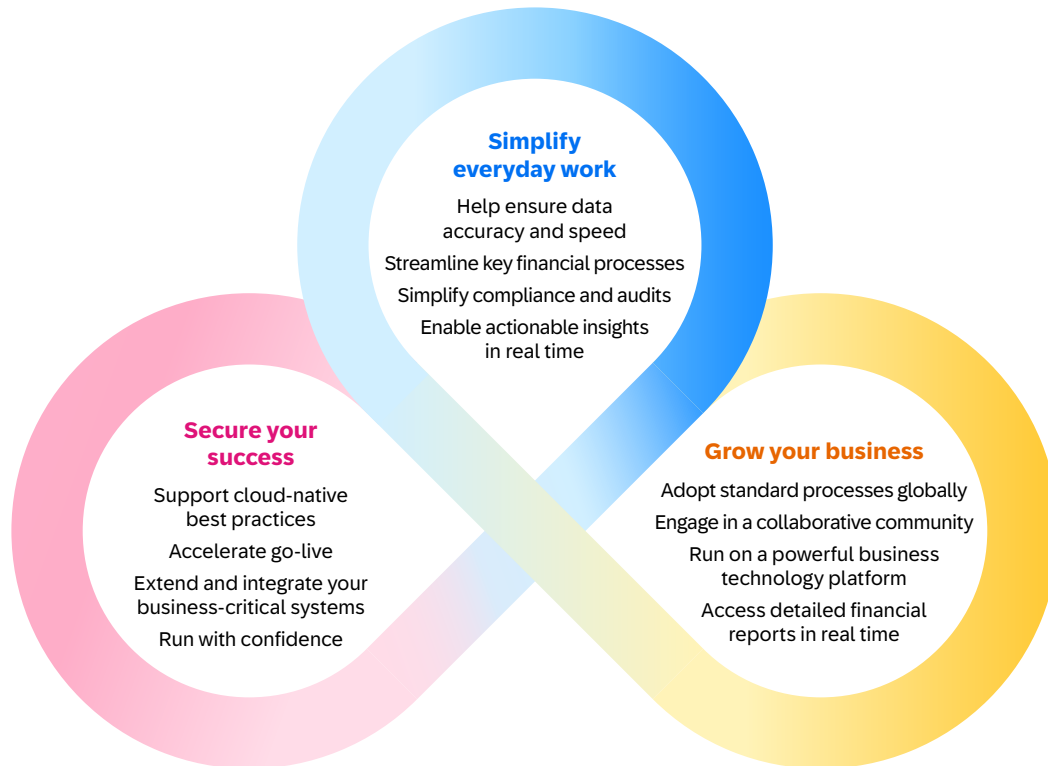 Simplify
everyday work
Help ensure data
accuracy and speed
Streamline key financial processes
Simplify compliance and audits
Enable actionable insights
in real time
Secure your
success
Support cloud-native
best practices
Accelerate go-live
Extend and integrate your
business-critical systems
Run with confidence
Grow your business
Adopt standard processes globally
Engage in a collaborative community
Run on a powerful business
technology platform
Access detailed financial
reports in real time